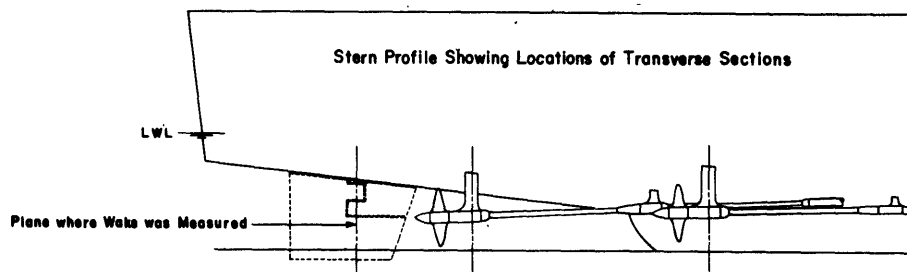 Stern Profile Showing Locations of Transverse Sections
LWL
Plane where Wake was Measured